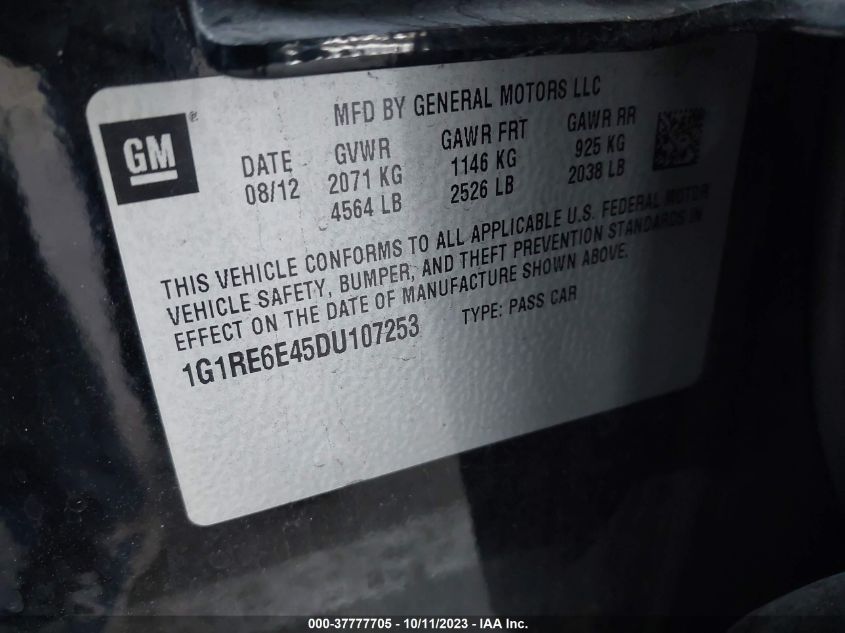 MFD BY GENERAL MOTORS LLC
GM ®
DATE GVWR GAWR FRT GAWR RR
08/12 2071 KG 1146 KG 925 KG
4564 LB 2526 LB 2038 LB
THIS VEHICLE CONFORMS TO ALL APPLICABLE U.S. FEDERAL MOTOR
VEHICLE SAFETY, BUMPER, AND THEFT PREVENTION STANDARDS IN
EFFECT ON THE DATE OF MANUFACTURE SHOWN ABOVE.
1G1RE6E45DU107253 TYPE: PASS CAR
000-37777705 - 10/11/2023 - IAA Inc.